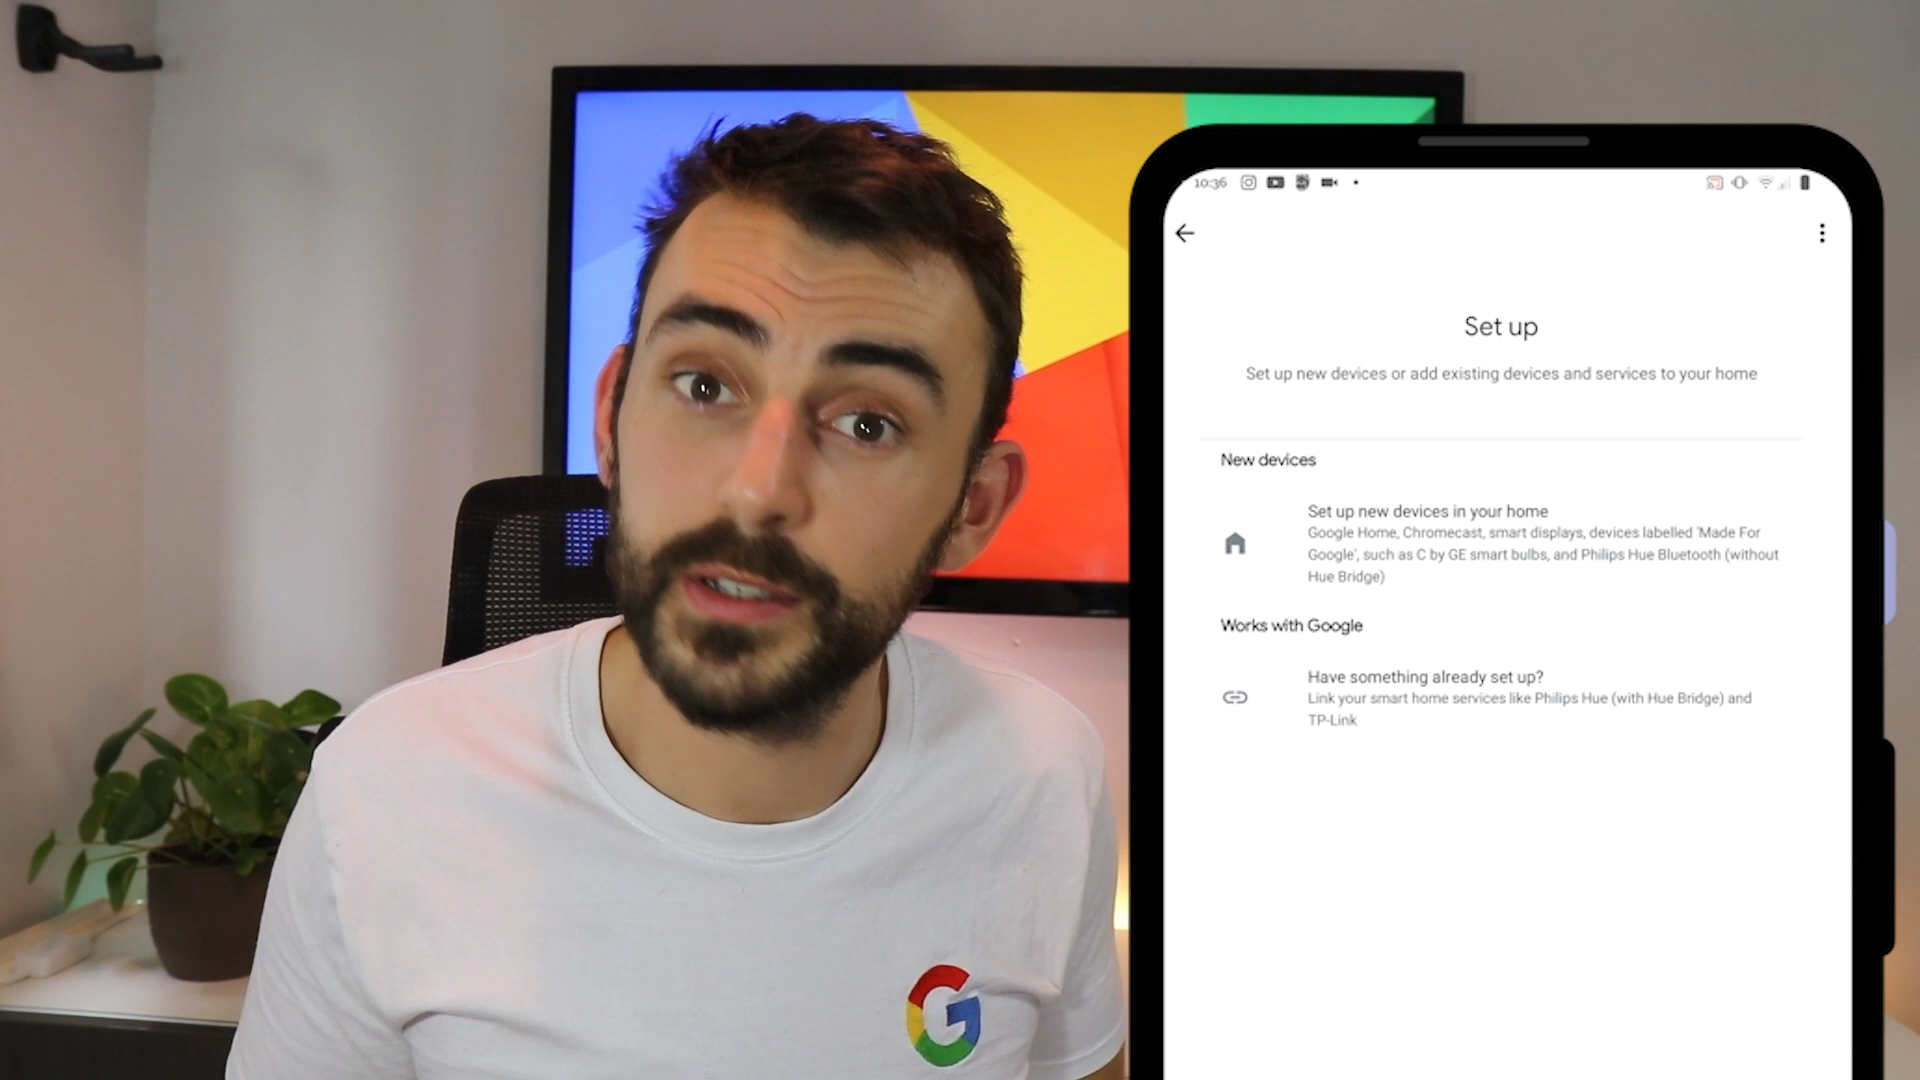 10:36
Set up
Set up new devices or add existing devices and services to your home
New devices
Set up new devices in your home
Google Home, Chromecast, smart displays, devices labelled 'Made For
Google', such as C by GE smart bulbs, and Philips Hue Bluetooth (without
Hue Bridge)
Works with Google
Have something already set up?
Link your smart home services like Philips Hue (with Hue Bridge) and
TP-Link
G